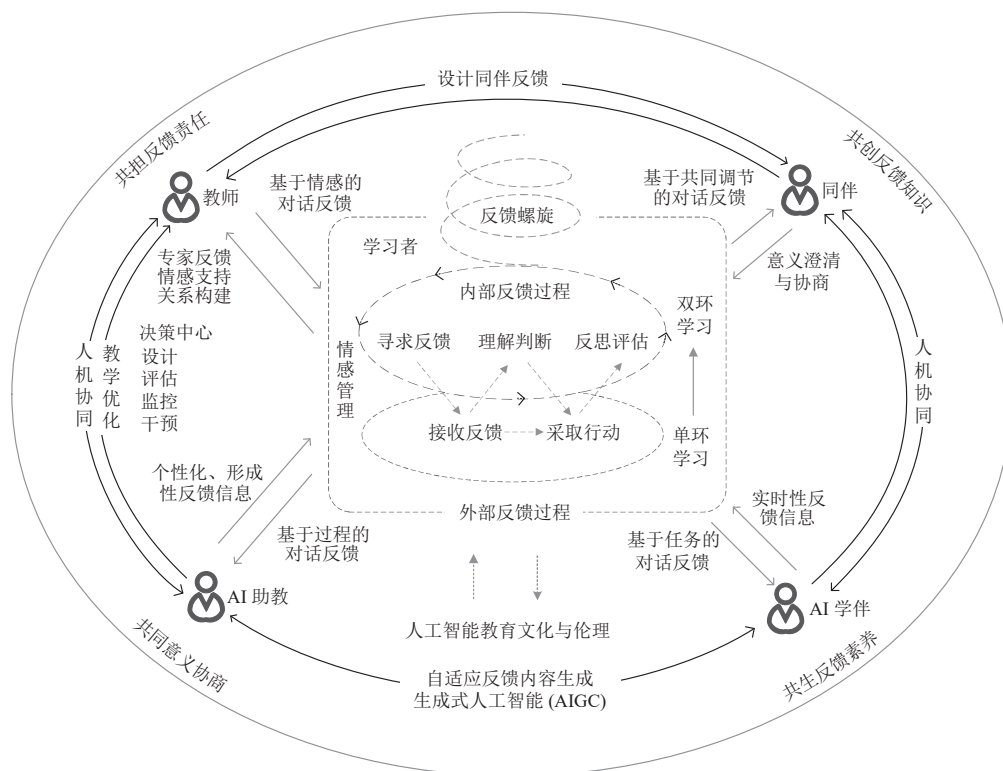 设计同伴反馈
共担反馈责任
共创反馈知识
教师
同伴
基于情感的
对话反馈
基于共同调节
的对话反馈
反馈螺旋
学习者
专家反馈
情感支持
关系构建
意义澄清
与协商
内部反馈过程
双环
学习
寻求反馈
理解判断
反思评估
情感管理
决策中心
设计
评估
监控
干预
人机协同
教学优化
人机协同
接收反馈
采取行动
单环
学习
个性化、形成
性反馈信息
实时性反
馈信息
外部反馈过程
基于过程的
对话反馈
基于任务的
对话反馈
AI 助教
AI 学伴
人工智能教育文化与伦理
共同意义协商
共生反馈素养
自适应反馈内容生成
生成式人工智能 (AIGC)